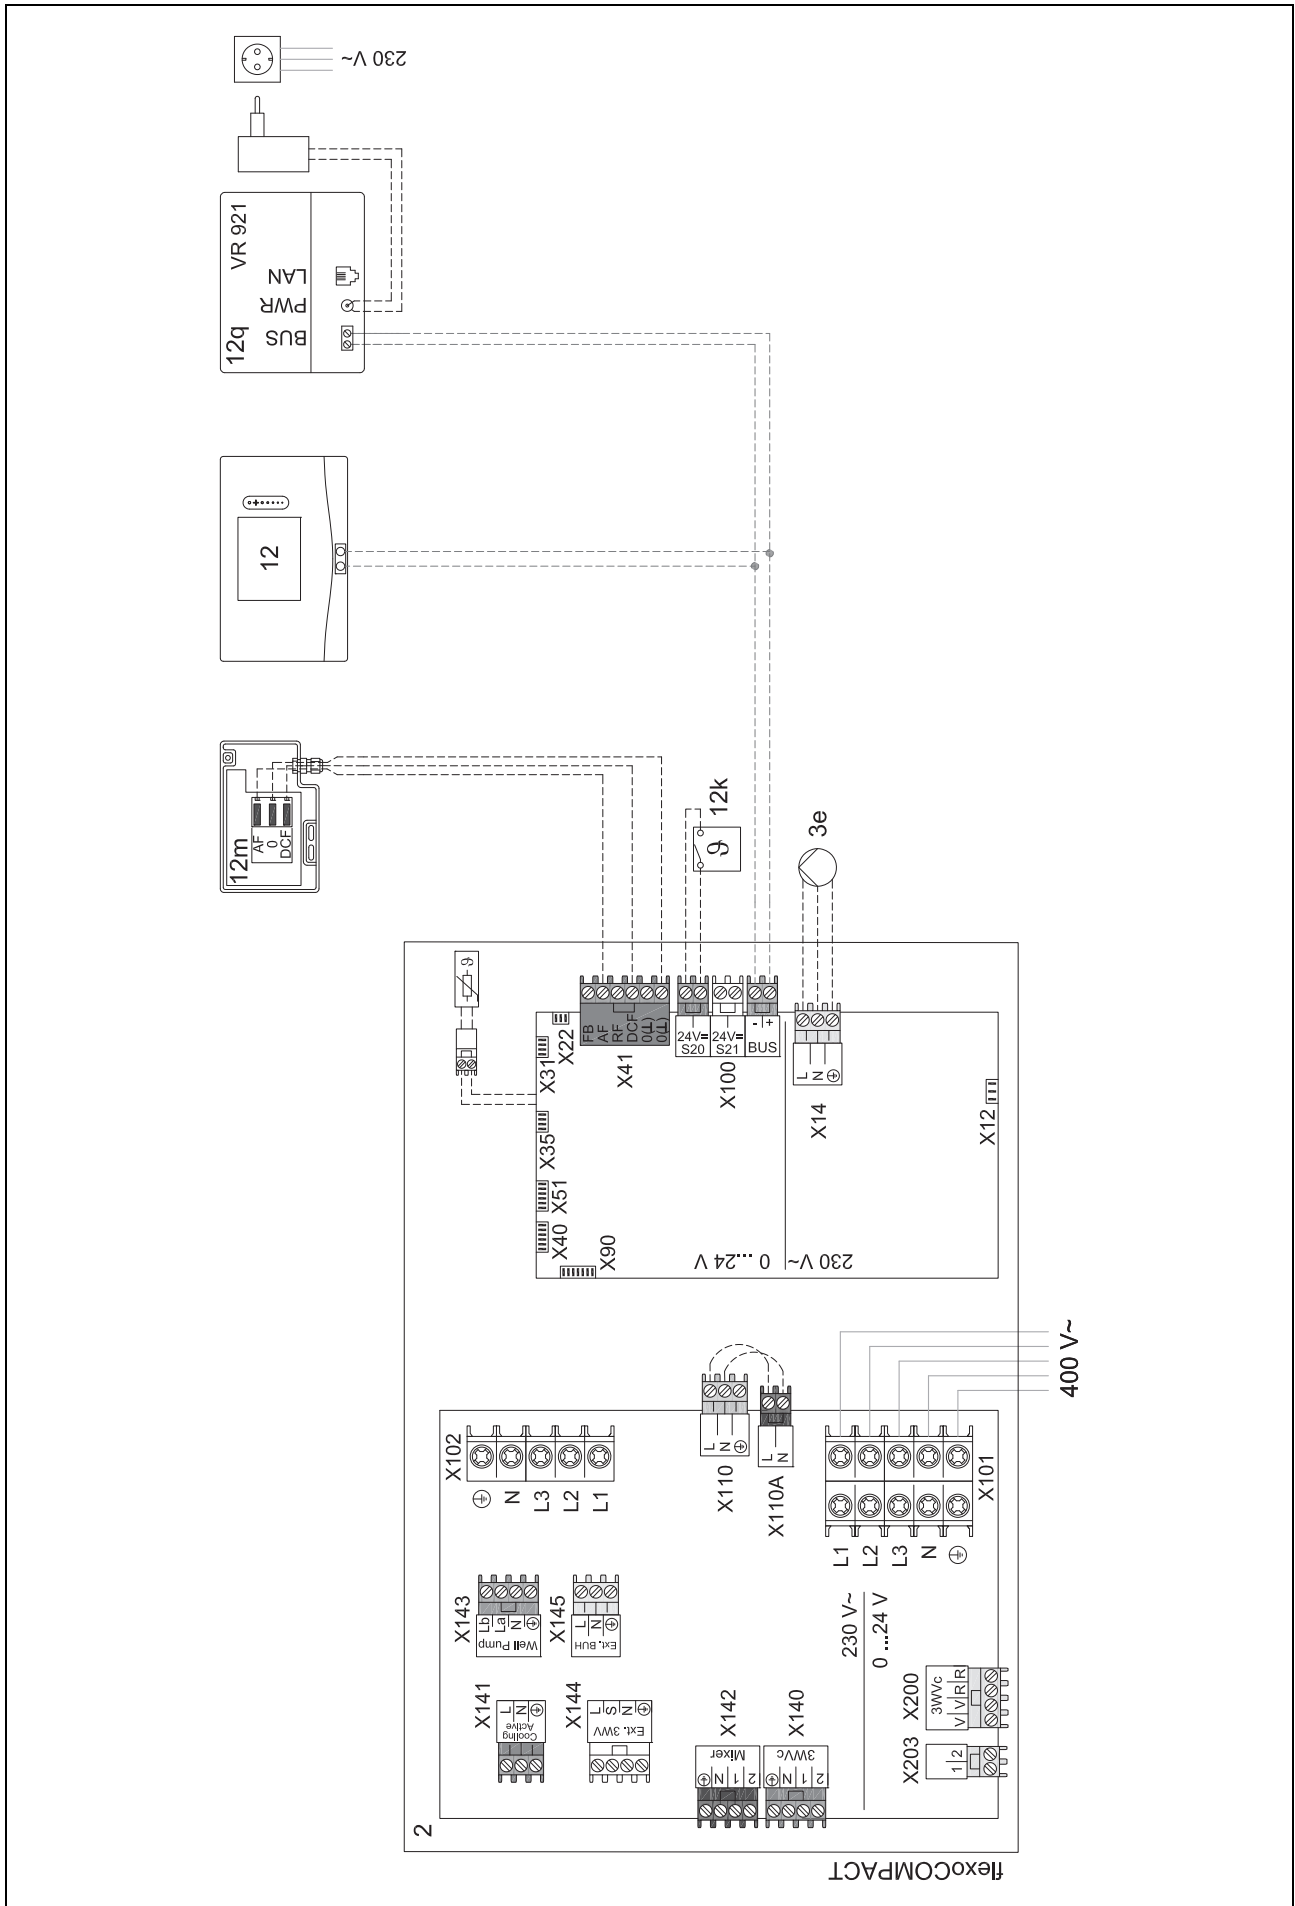 230 V~
VR 921
LAN
PWR
BUS
12q
12
12m
AF
0
DCF
12k
ϑ
3e
ϑ
X22
X31
X35
X51
X40
X90
FB
AF
RF
DCF
0(⊥)
0(⊥)
X41
24V=
S20
24V=
S21
X100
- +
BUS
L
N
X14
X12
0 ...24 V
230 V~
400 V~
X102
N
L3
L2
L1
L
N
X110
L
N
X110A
X101
L1
L2
L3
N
X143
Lb
La
N
Well Pump
X145
L
N
Ext. BUH
X141
L
N
Cooling
Active
X144
L
S
N
Ext. 3WV
X142
Mixer
N
1
2
X140
3WVc
N
1
2
230 V~
0 ...24 V
X200
3WVc
V V R R
X203
1 2
2
flexoCOMPACT